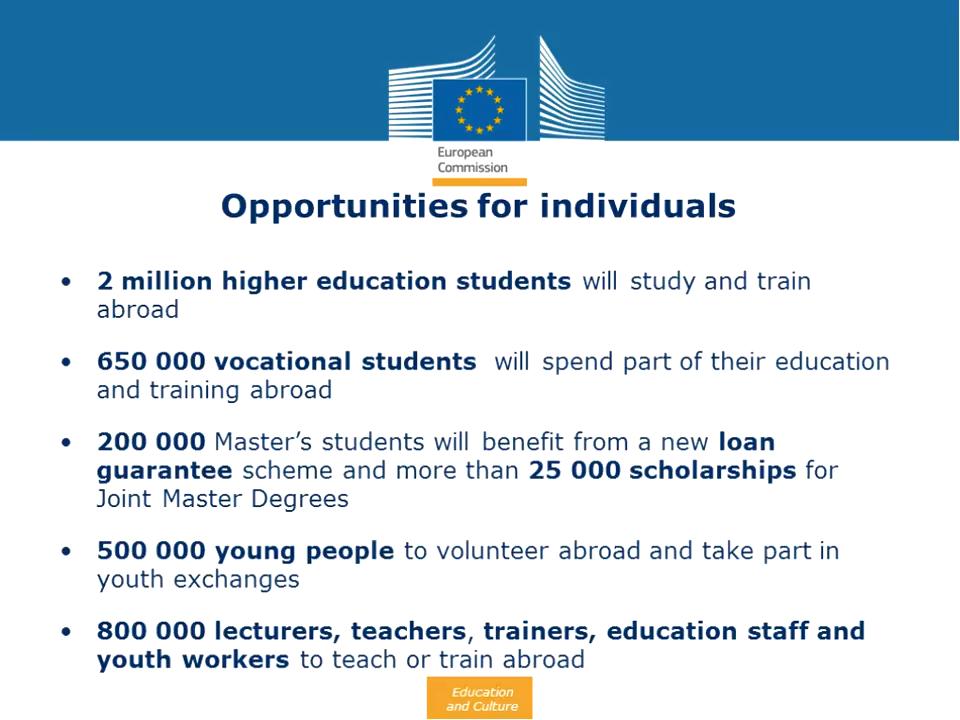 European
Commission
Opportunities for individuals
• 2 million higher education students will study and train
abroad
• 650 000 vocational students will spend part of their education
and training abroad
• 200 000 Master’s students will benefit from a new loan
guarantee scheme and more than 25 000 scholarships for
Joint Master Degrees
• 500 000 young people to volunteer abroad and take part in
youth exchanges
• 800 000 lecturers, teachers, trainers, education staff and
youth workers to teach or train abroad
Education
and Culture